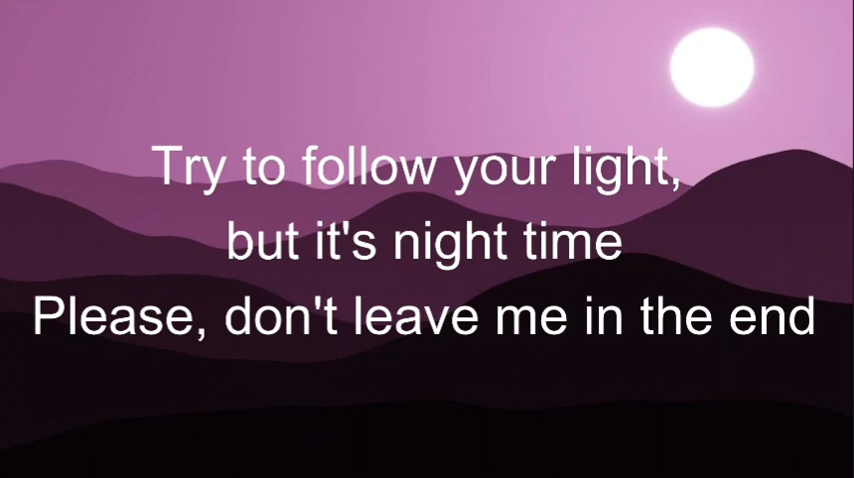 Try to follow your light,
but it's night time
Please, don't leave me in the end